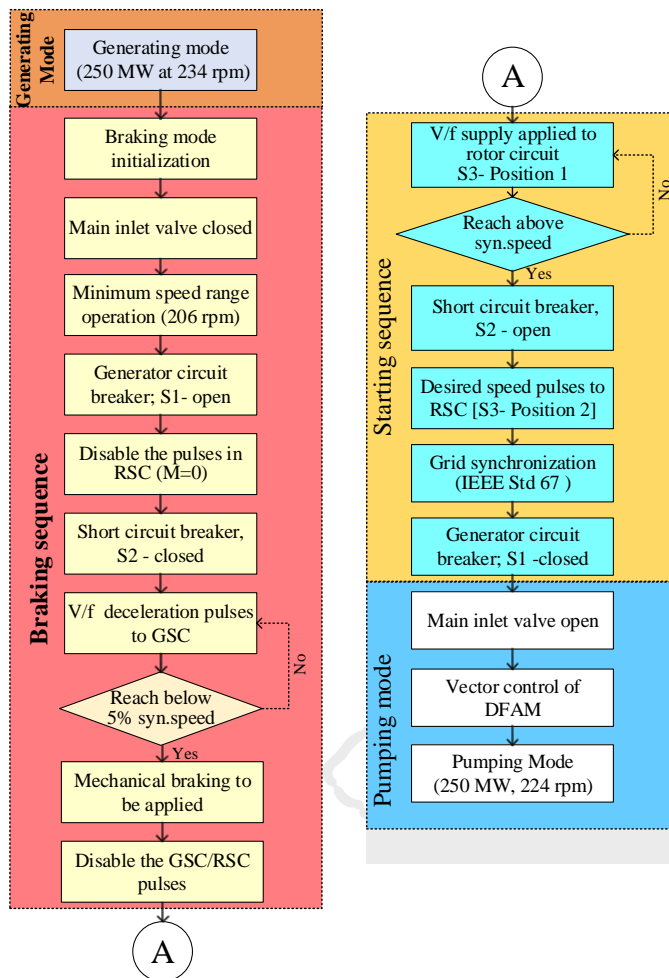 Generating
Mode
Generating mode
(250 MW at 234 rpm)
Braking sequence
Braking mode
initialization
Main inlet valve closed
Minimum speed range
operation (206 rpm)
Generator circuit
breaker; S1- open
Disable the pulses in
RSC (M=0)
Short circuit breaker,
S2 - closed
V/f deceleration pulses
to GSC
No
Reach below
5% syn.speed
Yes
Mechanical braking to
be applied
Disable the GSC/RSC
pulses
A
A
Starting sequence
V/f supply applied to
rotor circuit
S3- Position 1
No
Reach above
syn.speed
Yes
Short circuit breaker,
S2 - open
Desired speed pulses to
RSC [S3- Position 2]
Grid synchronization
(IEEE Std 67 )
Generator circuit
breaker; S1 -closed
Pumping mode
Main inlet valve open
Vector control of
DFAM
Pumping Mode
(250 MW, 224 rpm)